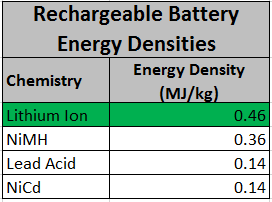 Rechargeable Battery
Energy Densities
Chemistry Energy Density
(MJ/kg)
Lithium Ion 0.46
NiMH 0.36
Lead Acid 0.14
NiCd 0.14